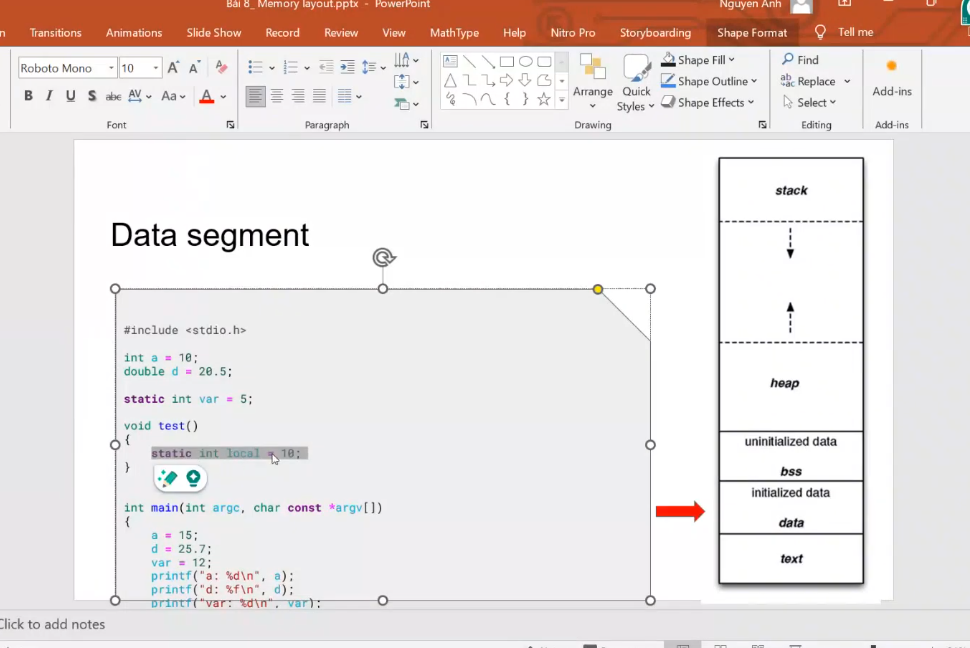 Bài 8_ Memory layout.pptx - PowerPoint
Nguyen Anh
Transitions Animations Slide Show Record Review View MathType Help Nitro Pro Storyboarding Shape Format Tell me
Roboto Mono 10
B I U S abc AV Aa A
Font
Paragraph
Arrange
Quick
Styles
Shape Fill
Shape Outline
Shape Effects
Drawing
Find
Replace
Select
Editing
Add-ins
Add-ins
Data segment
#include <stdio.h>
int a = 10;
double d = 20.5;
static int var = 5;
void test()
{
static int local = 10;
}
int main(int argc, char const *argv[])
{
a = 15;
d = 25.7;
var = 12;
printf("a: %d\n", a);
printf("d: %f\n", d);
printf("var: %d\n", var);
stack
heap
uninitialized data
bss
initialized data
data
text
Click to add notes